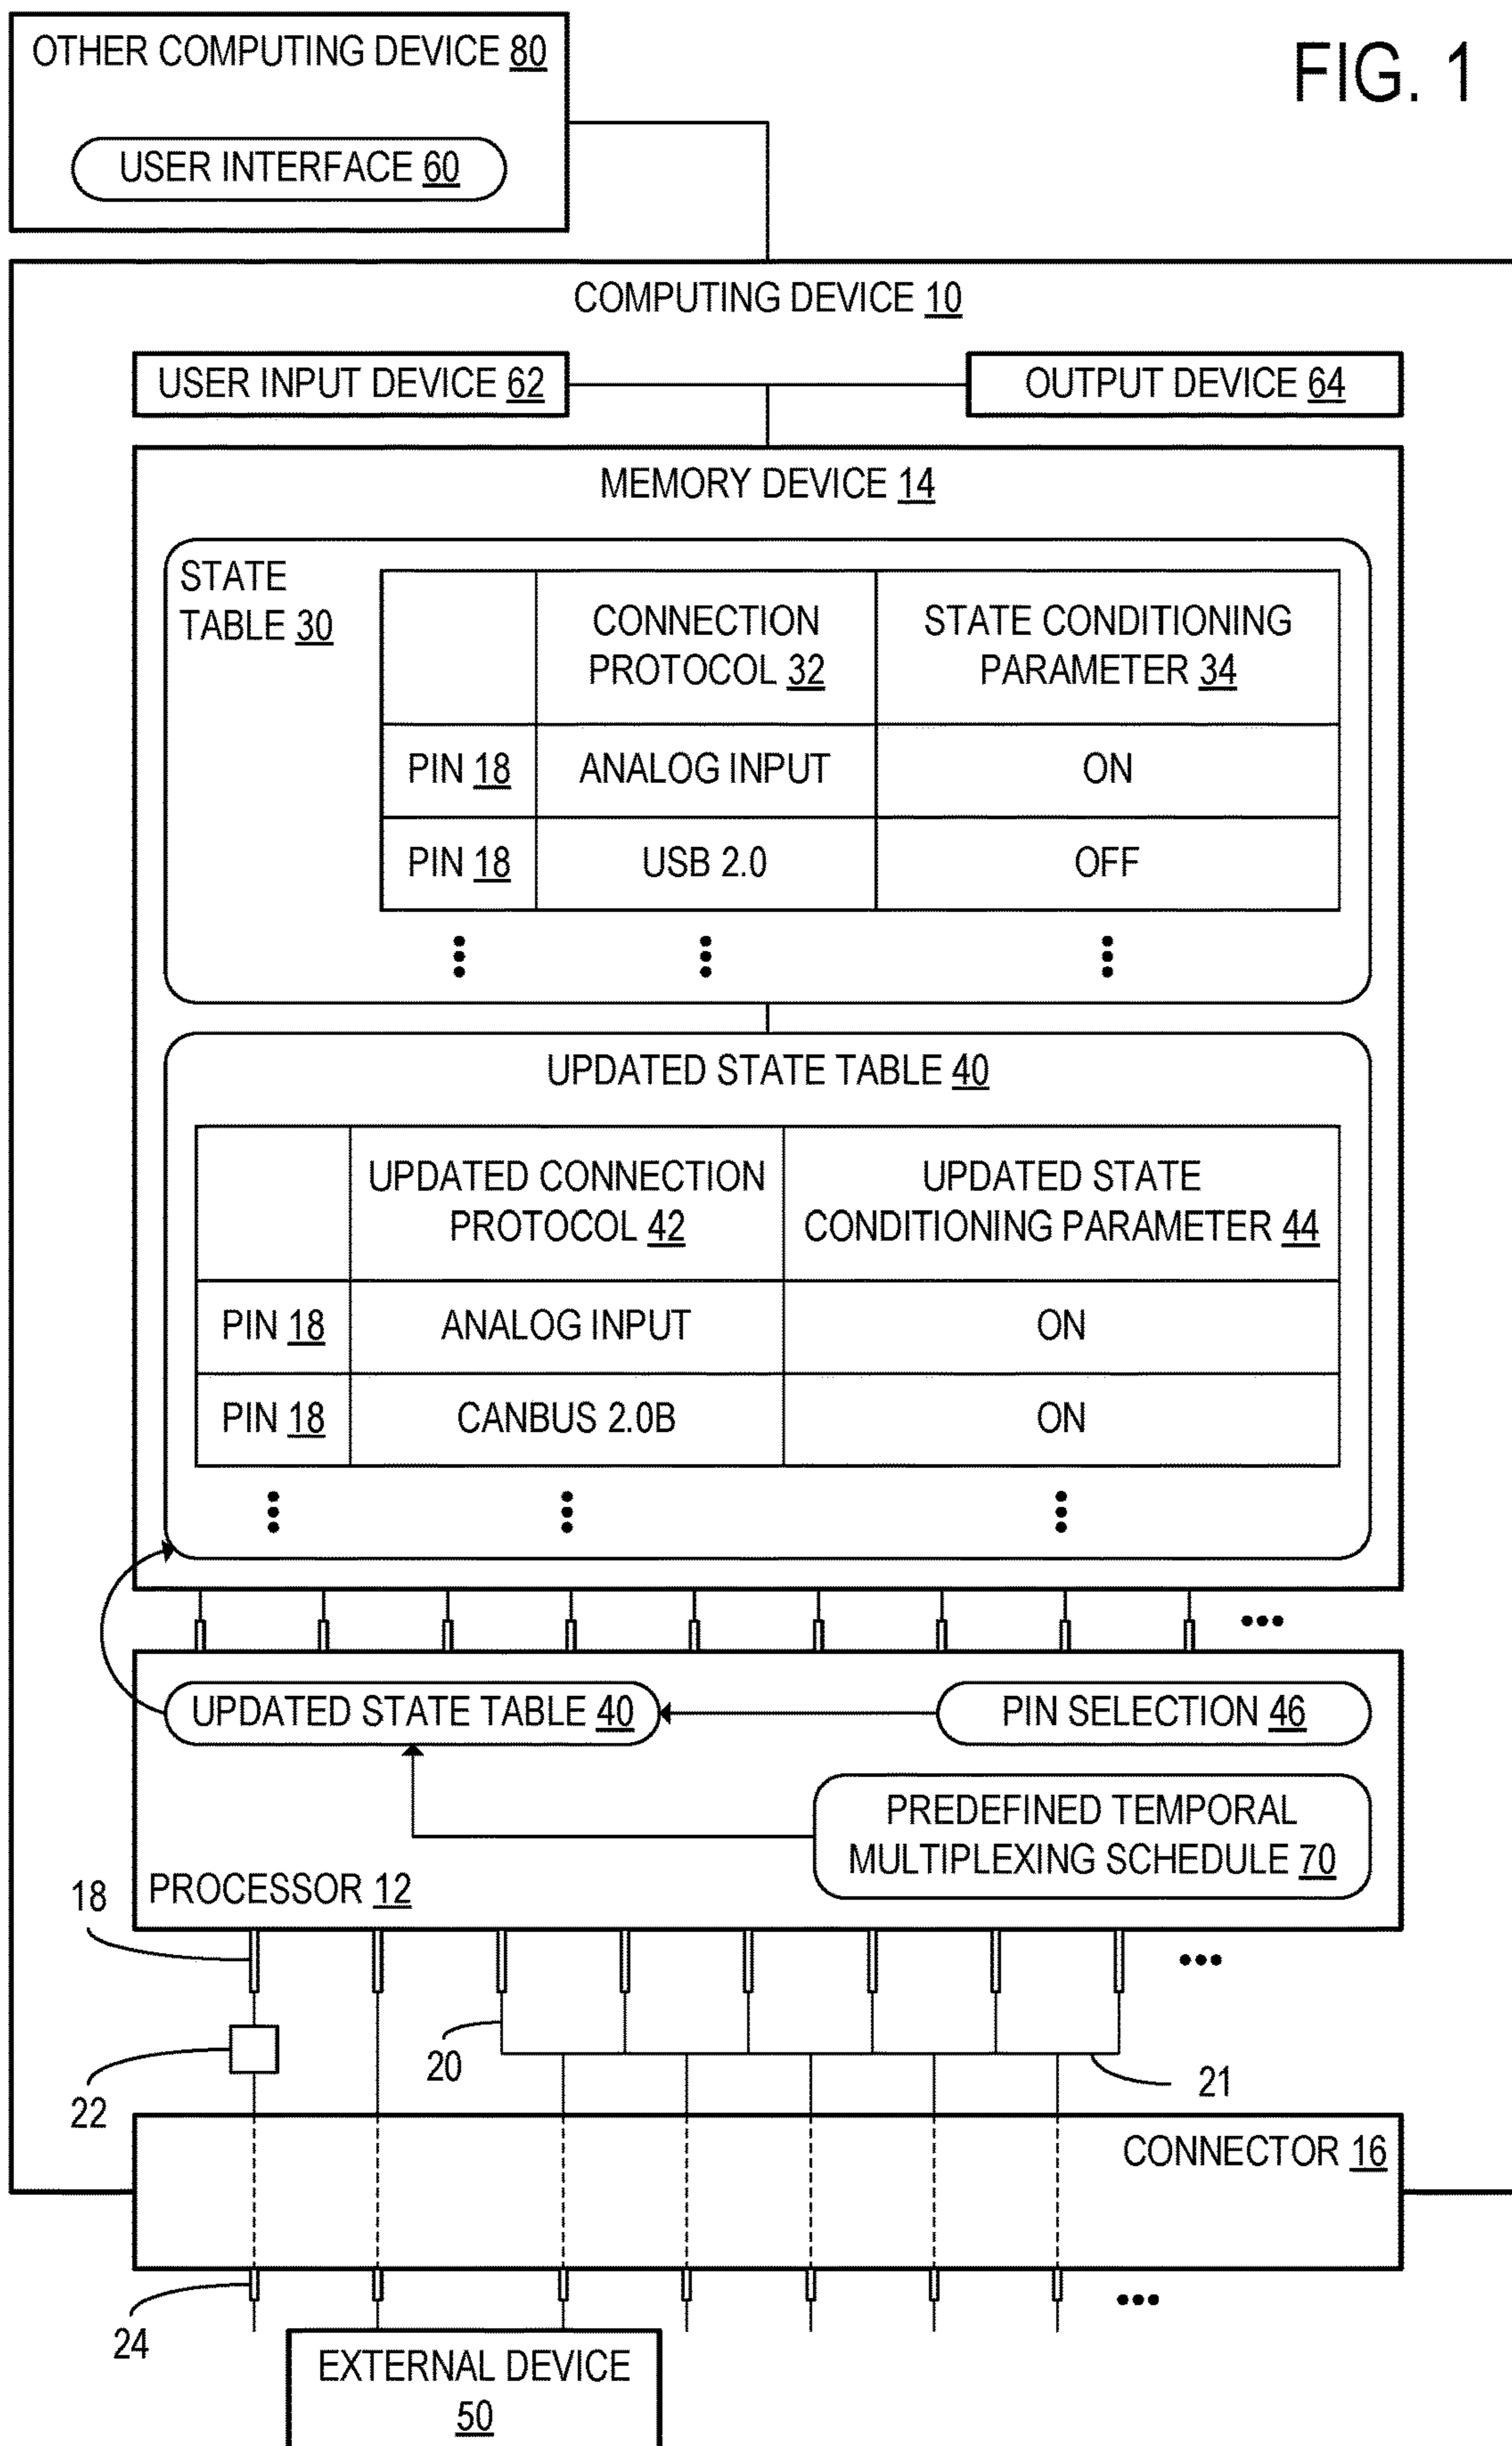 FIG. 1
OTHER COMPUTING DEVICE 80
USER INTERFACE 60
COMPUTING DEVICE 10
USER INPUT DEVICE 62
OUTPUT DEVICE 64
MEMORY DEVICE 14
STATE
TABLE 30
CONNECTION
PROTOCOL 32
STATE CONDITIONING
PARAMETER 34
PIN 18
ANALOG INPUT
ON
PIN 18
USB 2.0
OFF
UPDATED STATE TABLE 40
UPDATED CONNECTION
PROTOCOL 42
UPDATED STATE
CONDITIONING PARAMETER 44
PIN 18
ANALOG INPUT
ON
PIN 18
CANBUS 2.0B
ON
UPDATED STATE TABLE 40
PIN SELECTION 46
PREDEFINED TEMPORAL
MULTIPLEXING SCHEDULE 70
PROCESSOR 12
18
20
21
22
CONNECTOR 16
24
EXTERNAL DEVICE
50